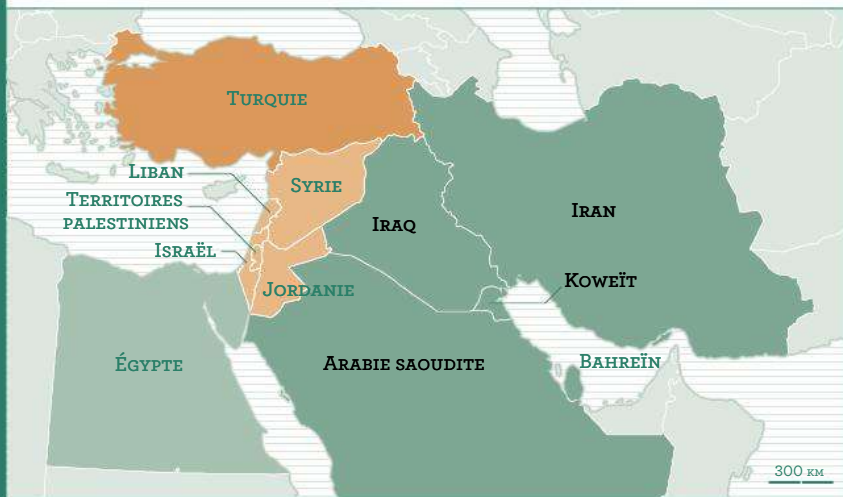 Turquie
Liban
Syrie
Territoires
palestiniens
Iraq
Iran
Israël
Koweït
Jordanie
Égypte
Arabie saoudite
Bahreïn
300 km